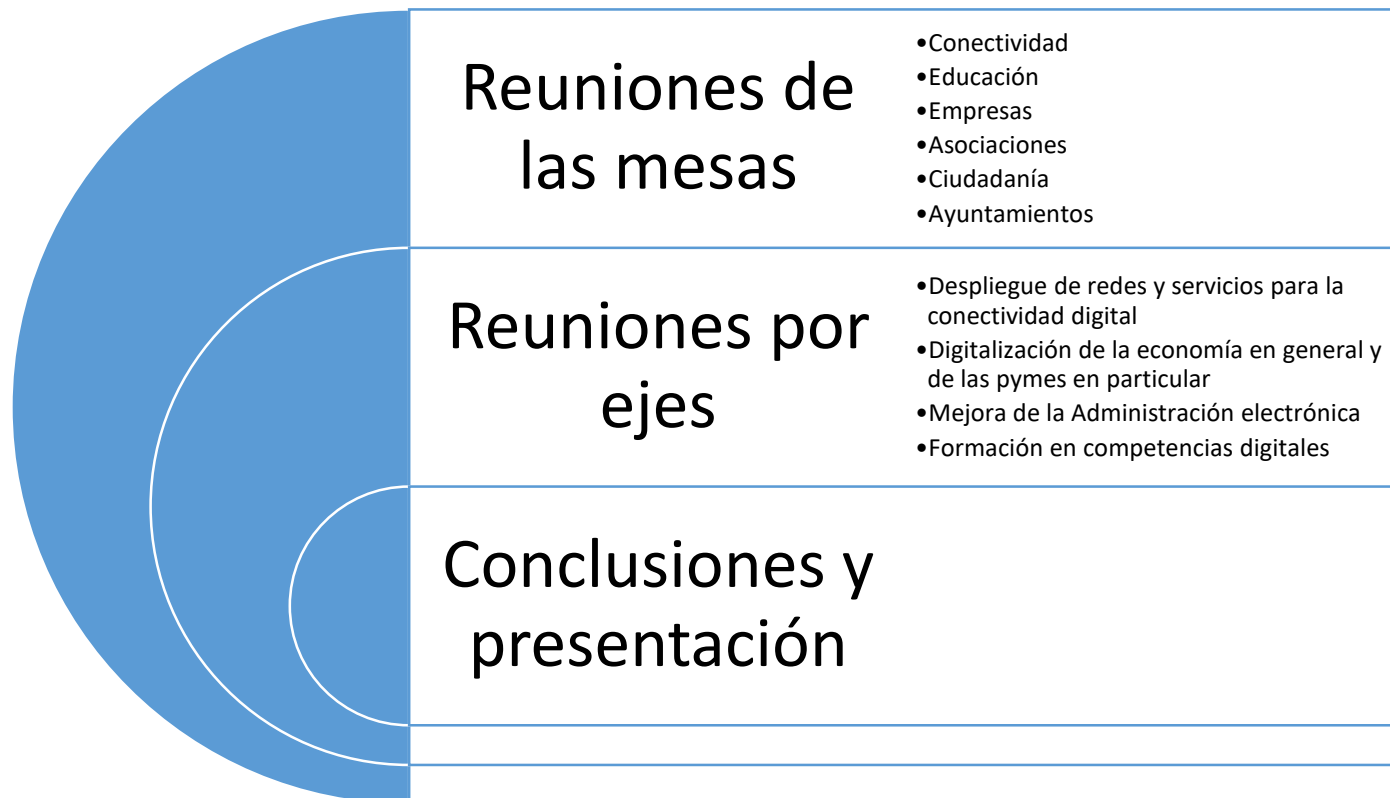 Reuniones de
las mesas
•Conectividad
•Educación
•Empresas
•Asociaciones
•Ciudadanía
•Ayuntamientos
Reuniones por
ejes
•Despliegue de redes y servicios para la
conectividad digital
•Digitalización de la economía en general y
de las pymes en particular
•Mejora de la Administración electrónica
•Formación en competencias digitales
Conclusiones y
presentación